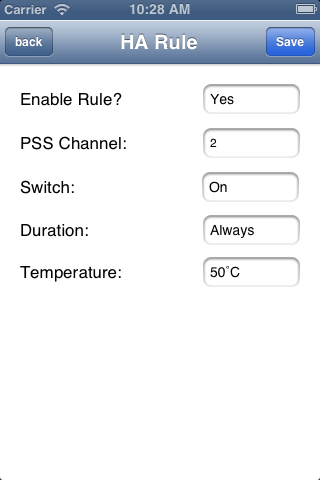 Carrier 10:28 AM
back HA Rule Save
Enable Rule? Yes
PSS Channel: 2
Switch: On
Duration: Always
Temperature: 50°C